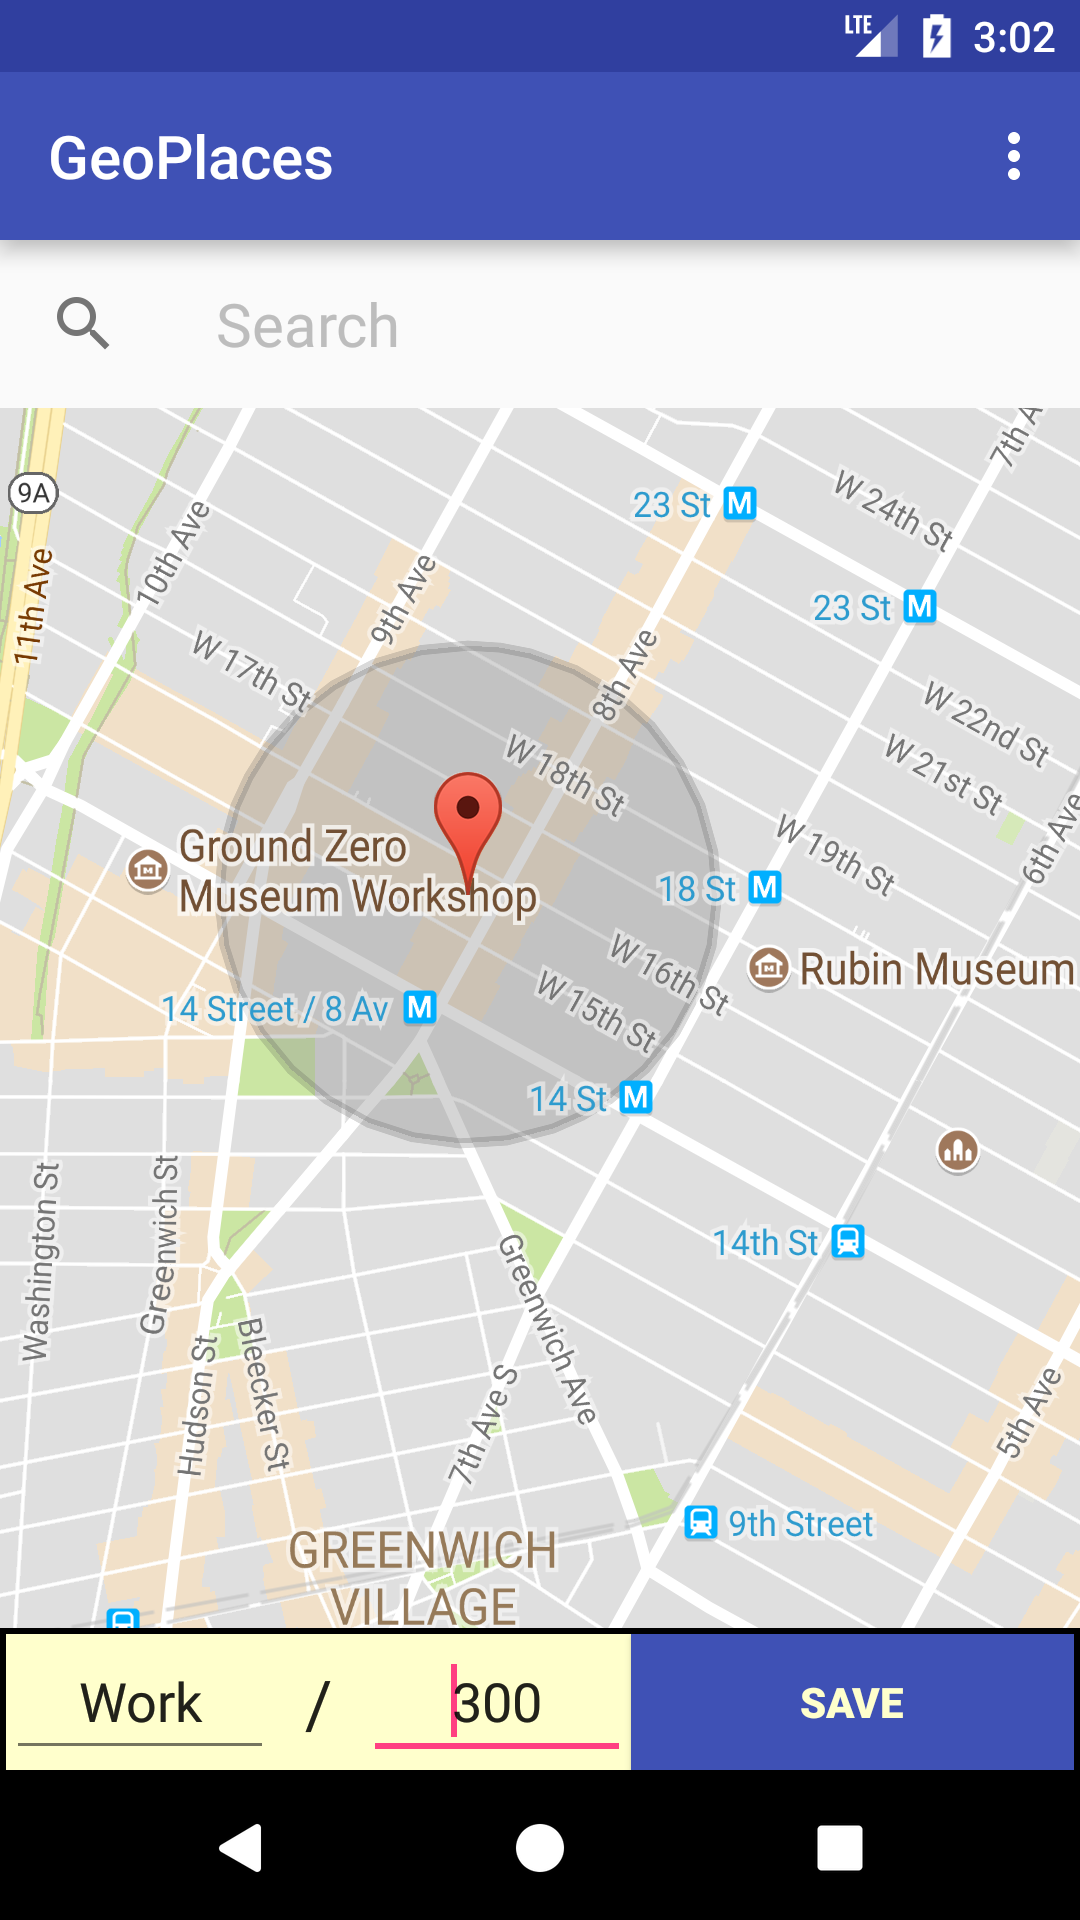 LTE 3:02
GeoPlaces
Search
7th A
9A
W 24th St
23 St M
10th Ave
11th Ave
9th Ave
23 St M
W 17th St
8th Ave
W 22nd St
W 18th St
W 21st St
6th Ave
W 19th St
Ground Zero
Museum Workshop
18 St M
W 16th St
Rubin Museum
W 15th St
14 Street / 8 Av M
14 St M
Washington St
Greenwich St
14th St
Greenwich Ave
Bleecker St
Hudson St
7th Ave S
5th Ave
9th Street
GREENWICH
VILLAGE
Work / 300 SAVE